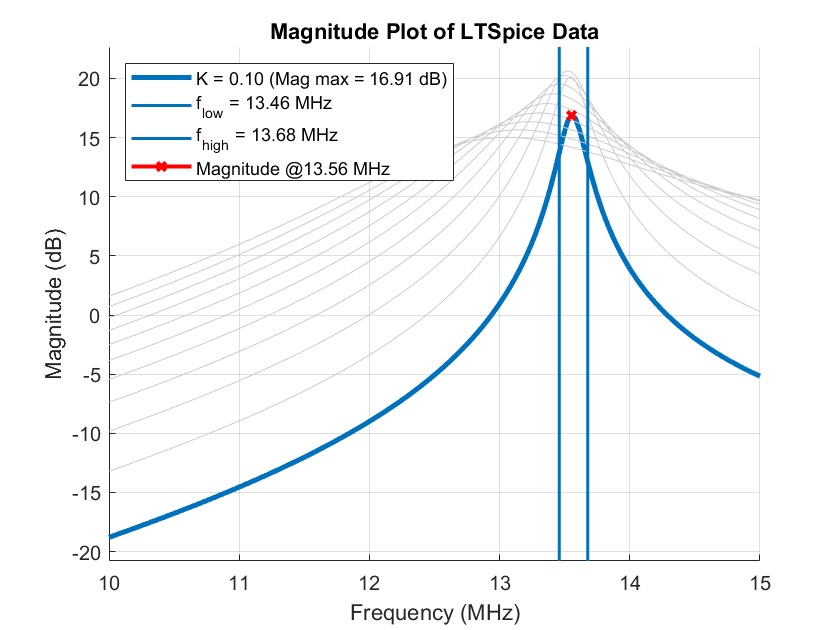 Magnitude Plot of LTSpice Data
K = 0.10 (Mag max = 16.91 dB)
f_low = 13.46 MHz
f_high = 13.68 MHz
Magnitude @13.56 MHz
Magnitude (dB)
20
15
10
5
0
-5
-10
-15
-20
10 11 12 13 14 15
Frequency (MHz)